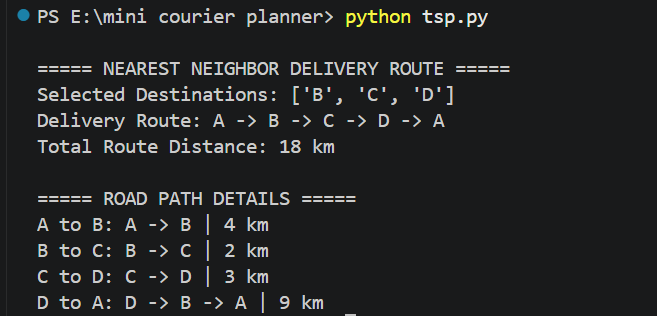 PS E:\mini courier planner> python tsp.py
===== NEAREST NEIGHBOR DELIVERY ROUTE =====
Selected Destinations: ['B', 'C', 'D']
Delivery Route: A -> B -> C -> D -> A
Total Route Distance: 18 km
===== ROAD PATH DETAILS =====
A to B: A -> B | 4 km
B to C: B -> C | 2 km
C to D: C -> D | 3 km
D to A: D -> B -> A | 9 km